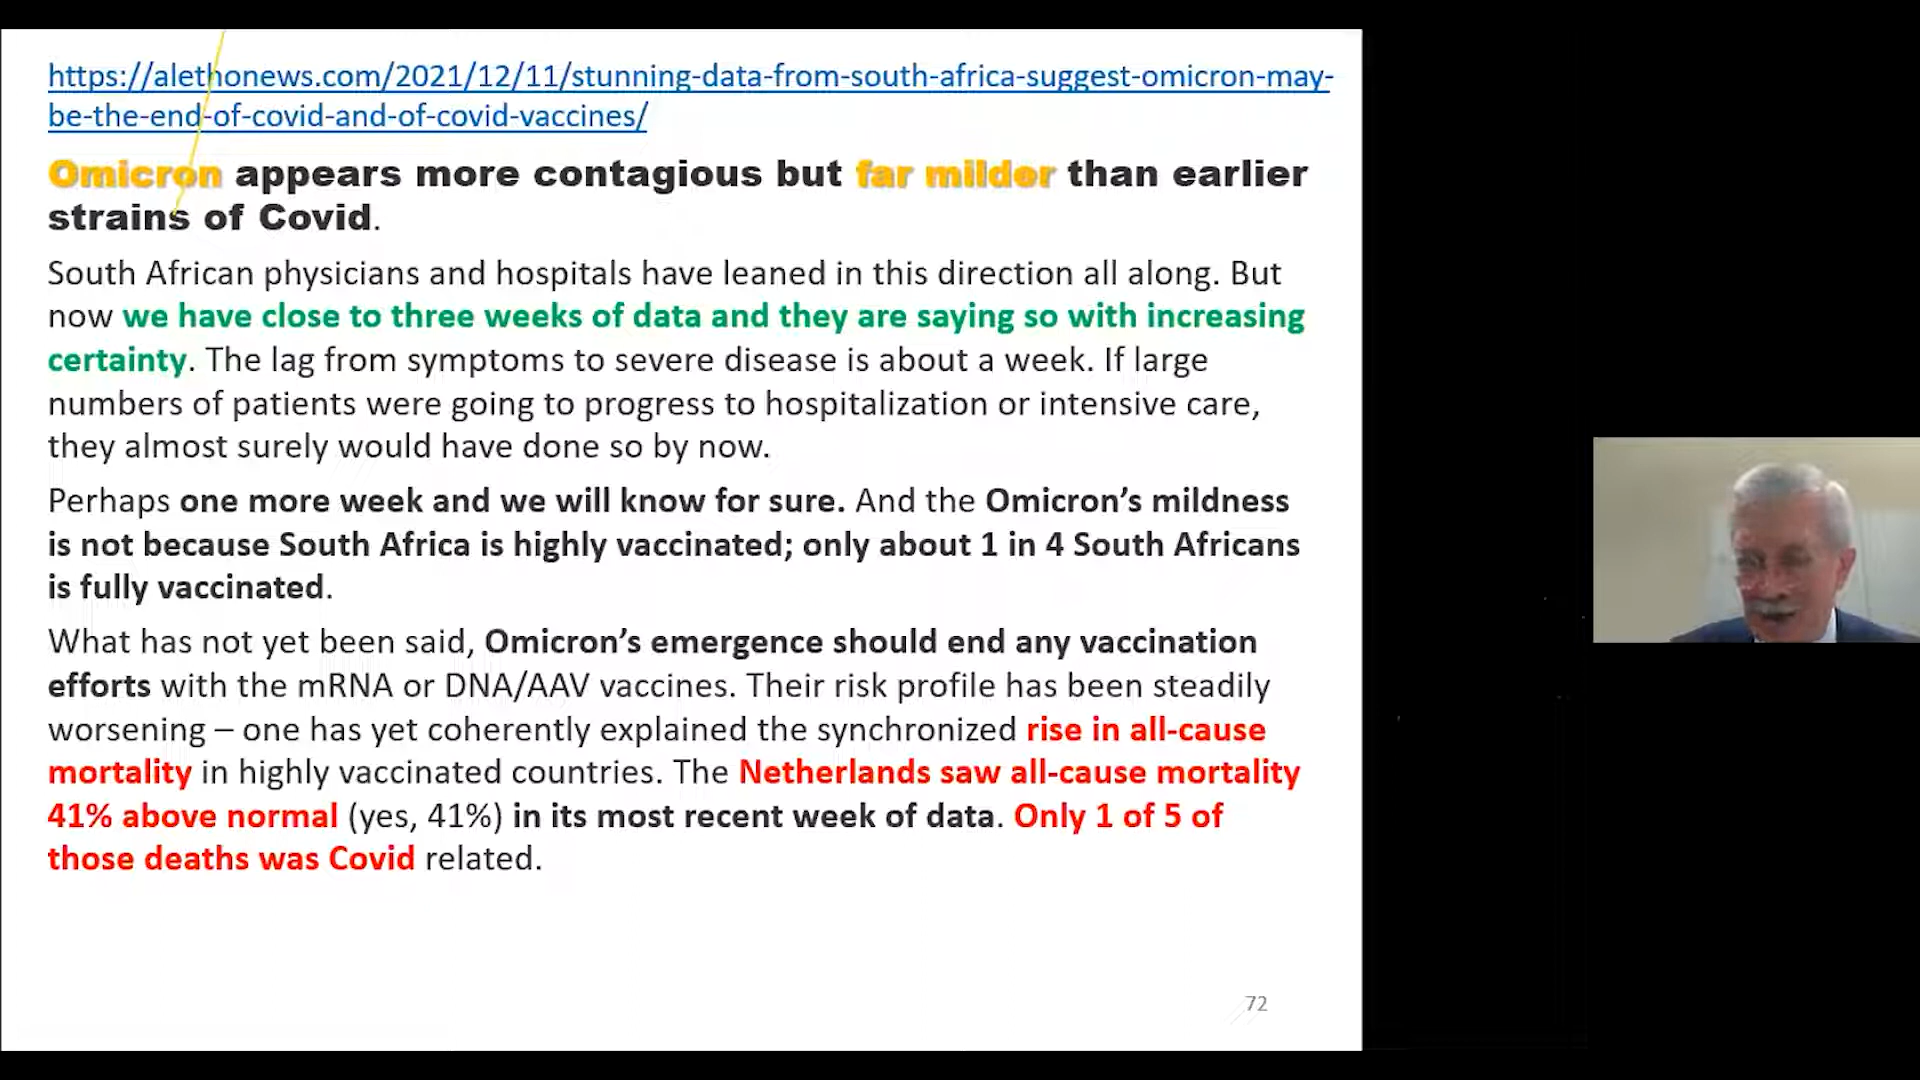 https://alethonews.com/2021/12/11/stunning-data-from-south-africa-suggest-omicron-may-
be-the-end-of-covid-and-of-covid-vaccines/
Omicron appears more contagious but far milder than earlier
strains of Covid.
South African physicians and hospitals have leaned in this direction all along. But
now we have close to three weeks of data and they are saying so with increasing
certainty. The lag from symptoms to severe disease is about a week. If large
numbers of patients were going to progress to hospitalization or intensive care,
they almost surely would have done so by now.
Perhaps one more week and we will know for sure. And the Omicron’s mildness
is not because South Africa is highly vaccinated; only about 1 in 4 South Africans
is fully vaccinated.
What has not yet been said, Omicron’s emergence should end any vaccination
efforts with the mRNA or DNA/AAV vaccines. Their risk profile has been steadily
worsening – one has yet coherently explained the synchronized rise in all-cause
mortality in highly vaccinated countries. The Netherlands saw all-cause mortality
41% above normal (yes, 41%) in its most recent week of data. Only 1 of 5 of
those deaths was Covid related.
72